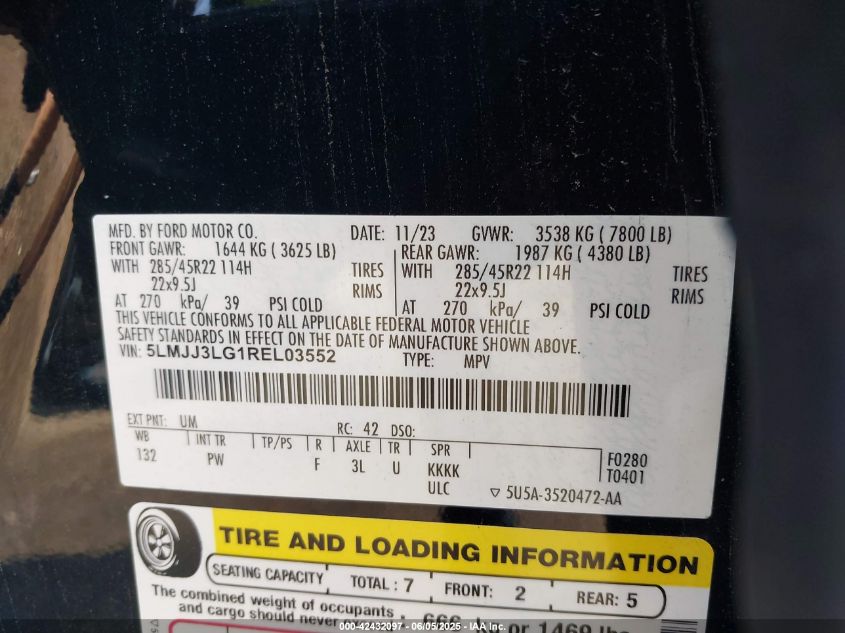 MFD. BY FORD MOTOR CO. DATE: 11/23 GVWR: 3538 KG ( 7800 LB)
FRONT GAWR: 1644 KG ( 3625 LB) REAR GAWR: 1987 KG ( 4380 LB)
WITH 285/45R22 114H TIRES WITH 285/45R22 114H TIRES
22x9.5J RIMS 22x9.5J RIMS
AT 270 kPa/ 39 PSI COLD AT 270 kPa/ 39 PSI COLD
THIS VEHICLE CONFORMS TO ALL APPLICABLE FEDERAL MOTOR VEHICLE
SAFETY STANDARDS IN EFFECT ON THE DATE OF MANUFACTURE SHOWN ABOVE.
VIN: 5LMJJ3LG1REL03552 TYPE: MPV
EXT PNT: UM RC: 42 DSO:
WB INT TR TP/PS R AXLE TR SPR
132 PW F 3L U KKKK F0280
ULC T0401
▽ 5U5A-3520472-AA
TIRE AND LOADING INFORMATION
SEATING CAPACITY TOTAL : 7 FRONT: 2 REAR: 5
The combined weight of occupants
and cargo should never
or 1469 lbs
000-42432097 - 06/05/2025 - IAA, Inc.